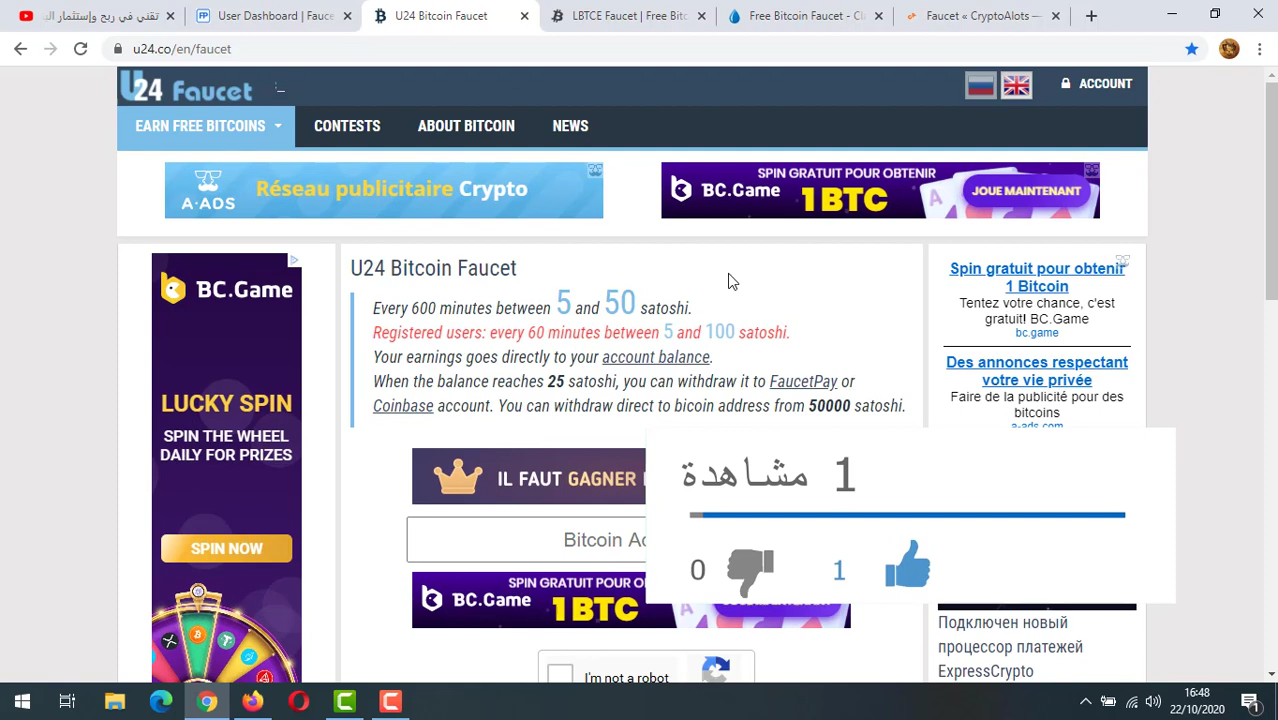 تقني في ربح وإستثمار الد
User Dashboard | Fauce
U24 Bitcoin Faucet
LBTCE Faucet | Free Bi
Free Bitcoin Faucet - Cl
Faucet « CryptoAlots —
u24.co/en/faucet
U24 Faucet
ACCOUNT
EARN FREE BITCOINS
CONTESTS
ABOUT BITCOIN
NEWS
A-ADS
Réseau publicitaire Crypto
BC.GAME
SPIN GRATUIT POUR OBTENIR
1 BTC
JOUE MAINTENANT
BC.GAME
LUCKY SPIN
SPIN THE WHEEL
DAILY FOR PRIZES
SPIN NOW
U24 Bitcoin Faucet
Every 600 minutes between 5 and 50 satoshi.
Registered users: every 60 minutes between 5 and 100 satoshi.
Your earnings goes directly to your account balance.
When the balance reaches 25 satoshi, you can withdraw it to FaucetPay or
Coinbase account. You can withdraw direct to bicoin address from 50000 satoshi.
IL FAUT GAGNER
Bitcoin Ad
SPIN GRATUIT POUR O
BC.GAME
1 BTC
I'm not a robot
Spin gratuit pour obtenir
1 Bitcoin
Tentez votre chance, c'est
gratuit! BC.Game
bc.game
Des annonces respectant
votre vie privée
Faire de la publicité pour des
bitcoins
a-ads.com
1 مشاهدة
0
1
Подключен новый
процессор платежей
ExpressCrypto
16:48
22/10/2020
1